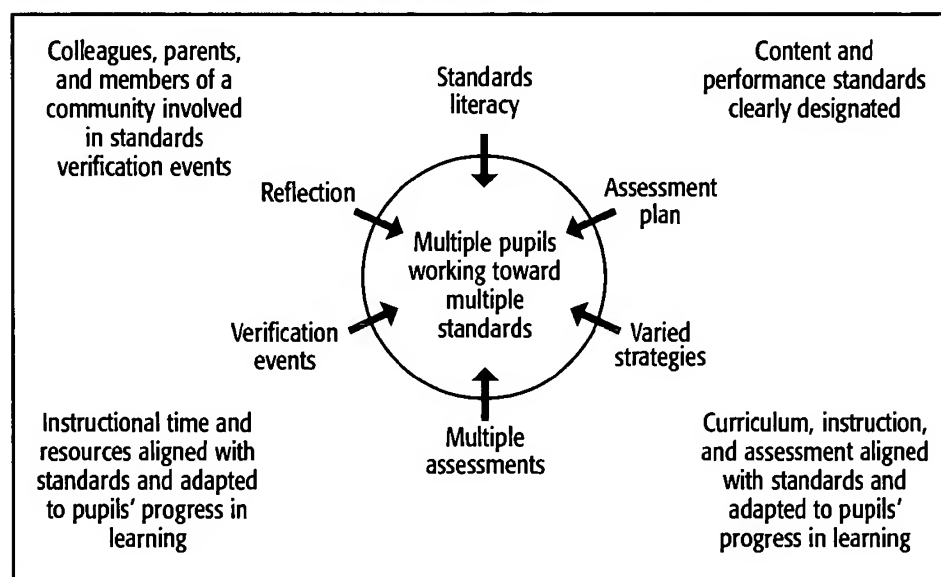 Colleagues, parents,
and members of a
community involved
in standards
verification events
Content and
performance standards
clearly designated
Standards
literacy
Reflection
Assessment
plan
Multiple pupils
working toward
multiple
standards
Verification
events
Varied
strategies
Multiple
assessments
Instructional time and
resources aligned with
standards and adapted
to pupils' progress in
learning
Curriculum, instruction,
and assessment aligned
with standards and
adapted to pupils'
progress in learning